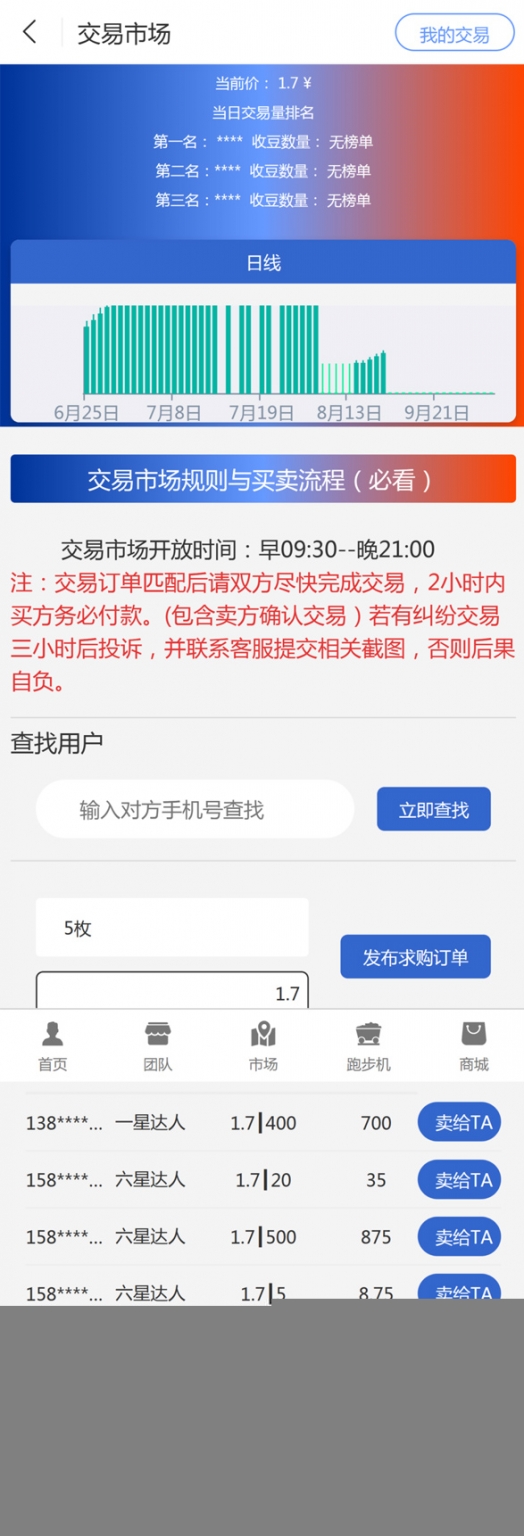 交易市场
我的交易
当前价： 1.7 ¥
当日交易量排名
第一名： **** 收豆数量： 无榜单
第二名：**** 收豆数量： 无榜单
第三名：**** 收豆数量： 无榜单
日线
6月25日 7月8日 7月19日 8月13日 9月21日
交易市场规则与买卖流程（必看）
交易市场开放时间：早09:30--晚21:00
注：交易订单匹配后请双方尽快完成交易，2小时内
买方务必付款。(包含卖方确认交易）若有纠纷交易
三小时后投诉，并联系客服提交相关截图，否则后果
自负。
查找用户
输入对方手机号查找 立即查找
5枚
发布求购订单
1.7
首页 团队 市场 跑步机 商城
138****... 一星达人 1.7┃400 700 卖给TA
158****... 六星达人 1.7┃20 35 卖给TA
158****... 六星达人 1.7┃500 875 卖给TA
158****... 六星达人 1.7┃5 8.75 卖给TA